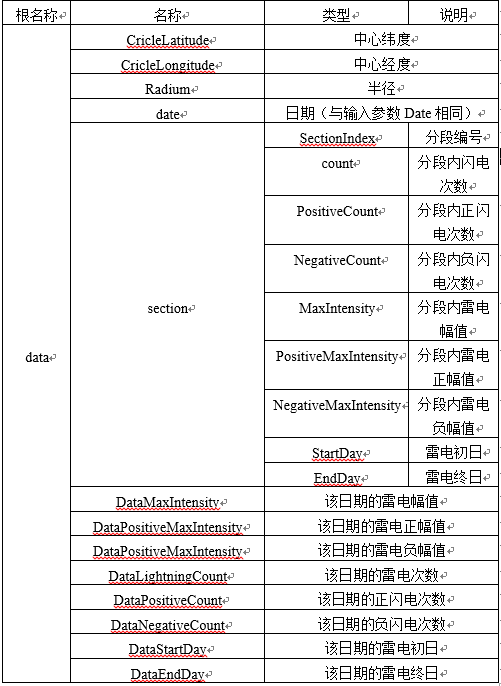 根名称 名称 类型 说明
data
CricleLatitude 中心纬度
CricleLongitude 中心经度
Radium 半径
date 日期（与输入参数 Date 相同）
section
SectionIndex 分段编号
count 分段内闪电
次数
PositiveCount 分段内正闪
电次数
NegativeCount 分段内负闪
电次数
MaxIntensity 分段内雷电
幅值
PositiveMaxIntensity 分段内雷电
正幅值
NegativeMaxIntensity 分段内雷电
负幅值
StartDay 雷电初日
EndDay 雷电终日
DataMaxIntensity 该日期的雷电幅值
DataPositiveMaxIntensity 该日期的雷电正幅值
DataPositiveMaxIntensity 该日期的雷电负幅值
DataLightningCount 该日期的雷电次数
DataPositiveCount 该日期的正闪电次数
DataNegativeCount 该日期的负闪电次数
DataStartDay 该日期的雷电初日
DataEndDay 该日期的雷电终日